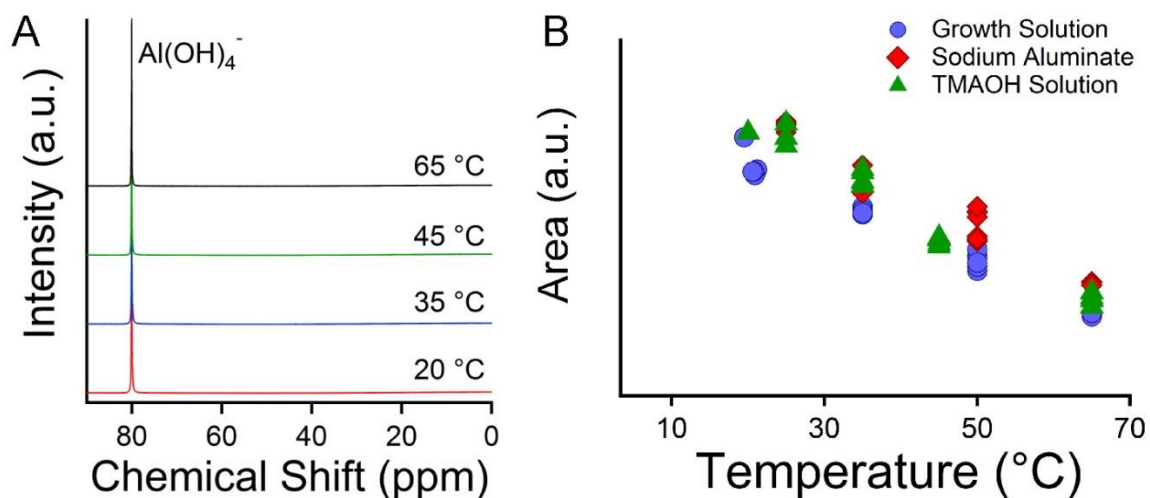 A
Al(OH)₄⁻
65 °C
45 °C
35 °C
20 °C
Intensity (a.u.)
80 60 40 20 0
Chemical Shift (ppm)
B
Growth Solution
Sodium Aluminate
TMAOH Solution
Area (a.u.)
10 30 50 70
Temperature (°C)